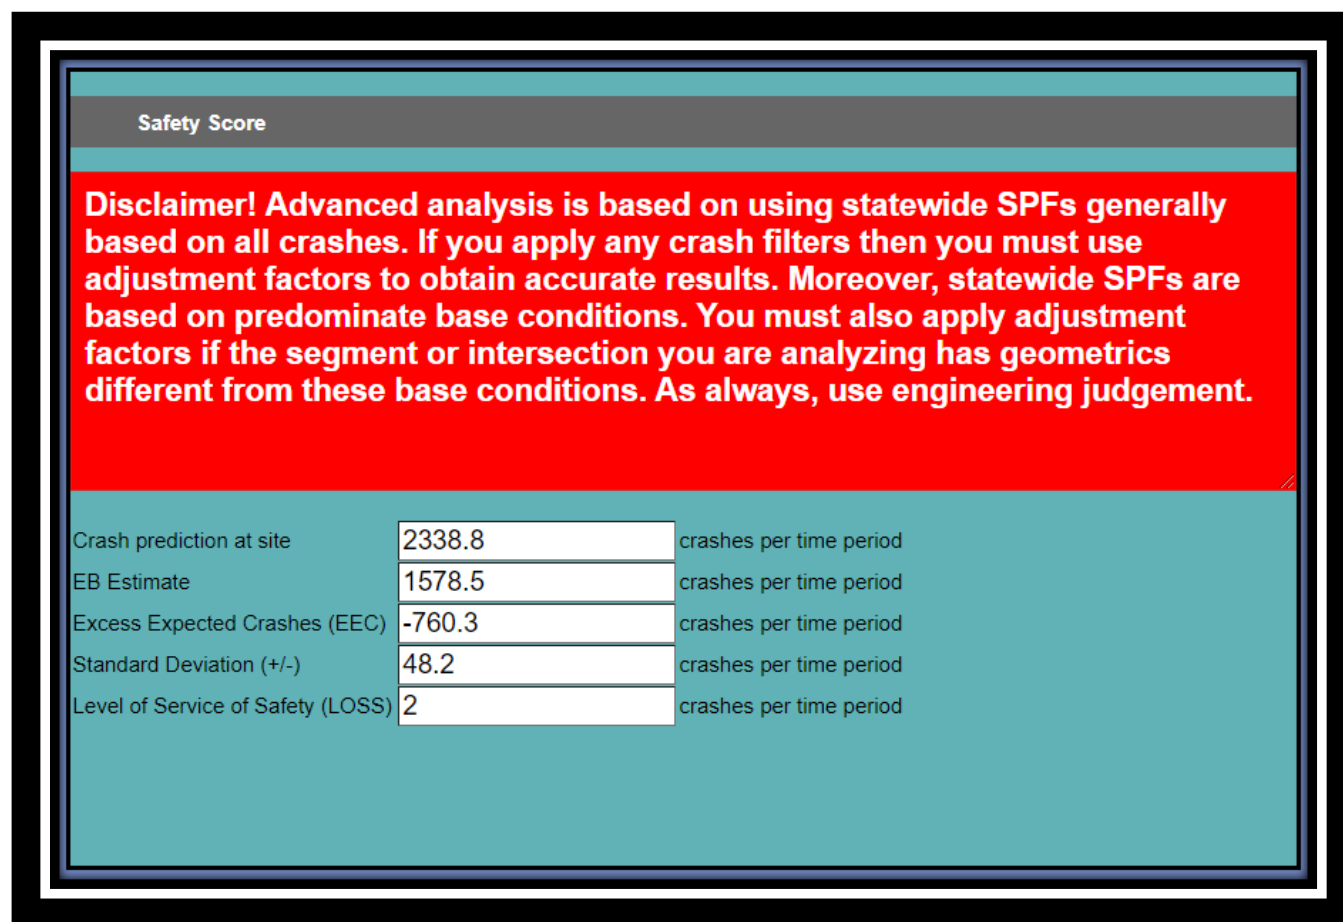 Safety Score
Disclaimer! Advanced analysis is based on using statewide SPFs generally
based on all crashes. If you apply any crash filters then you must use
adjustment factors to obtain accurate results. Moreover, statewide SPFs are
based on predominate base conditions. You must also apply adjustment
factors if the segment or intersection you are analyzing has geometrics
different from these base conditions. As always, use engineering judgement.
Crash prediction at site 2338.8 crashes per time period
EB Estimate 1578.5 crashes per time period
Excess Expected Crashes (EEC) -760.3 crashes per time period
Standard Deviation (+/-) 48.2 crashes per time period
Level of Service of Safety (LOSS) 2 crashes per time period